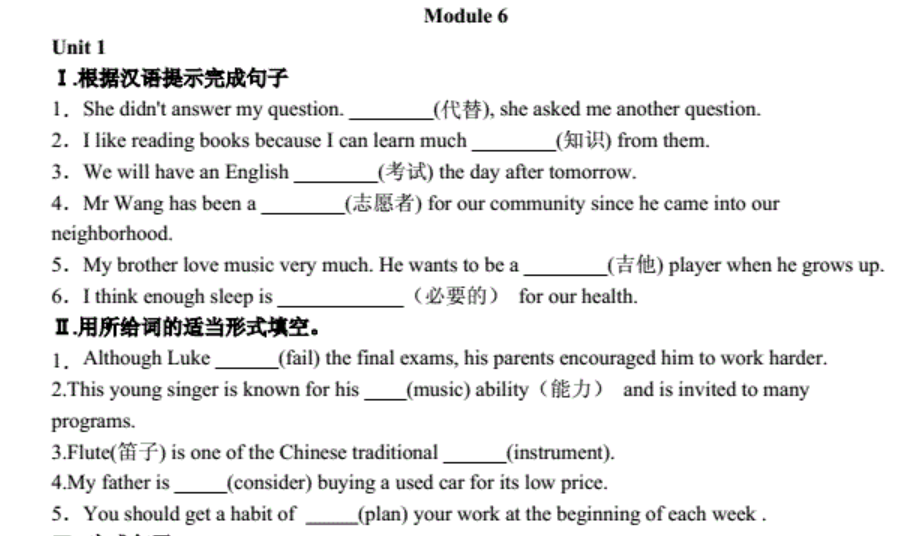 Module 6
Unit 1
Ⅰ.根据汉语提示完成句子
1．She didn't answer my question. ________(代替), she asked me another question.
2．I like reading books because I can learn much ________(知识) from them.
3．We will have an English ________(考试) the day after tomorrow.
4．Mr Wang has been a ________(志愿者) for our community since he came into our
neighborhood.
5．My brother love music very much. He wants to be a ________(吉他) player when he grows up.
6．I think enough sleep is ____________（必要的） for our health.
Ⅱ.用所给词的适当形式填空。
1．Although Luke ______(fail) the final exams, his parents encouraged him to work harder.
2.This young singer is known for his ____(music) ability（能力） and is invited to many
programs.
3.Flute(笛子) is one of the Chinese traditional ______(instrument).
4.My father is _____(consider) buying a used car for its low price.
5．You should get a habit of _____(plan) your work at the beginning of each week .